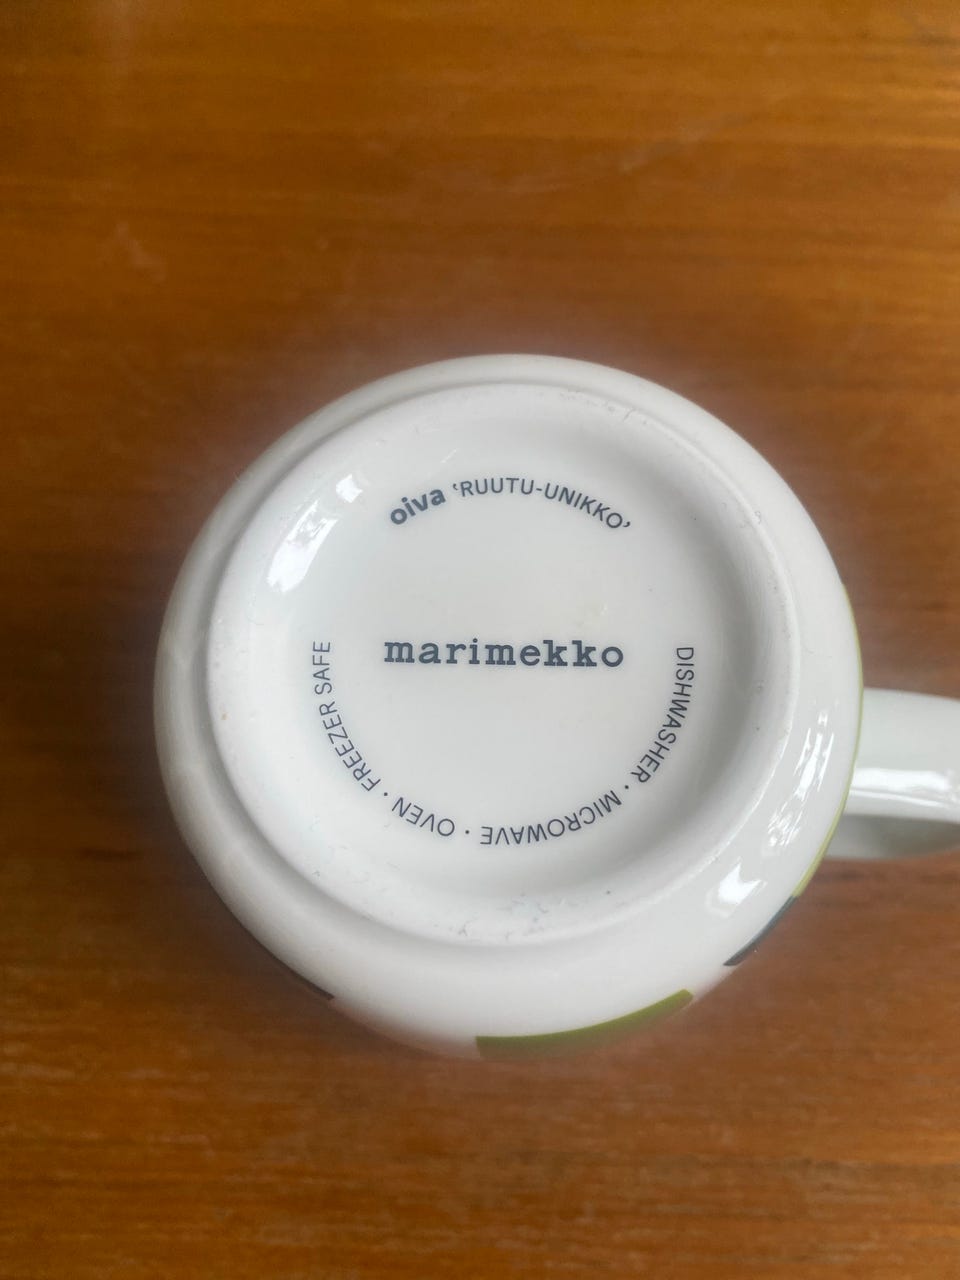 oiva ‘RUUTU-UNIKKO’
marimekko
DISHWASHER · MICROWAVE · OVEN · FREEZER SAFE